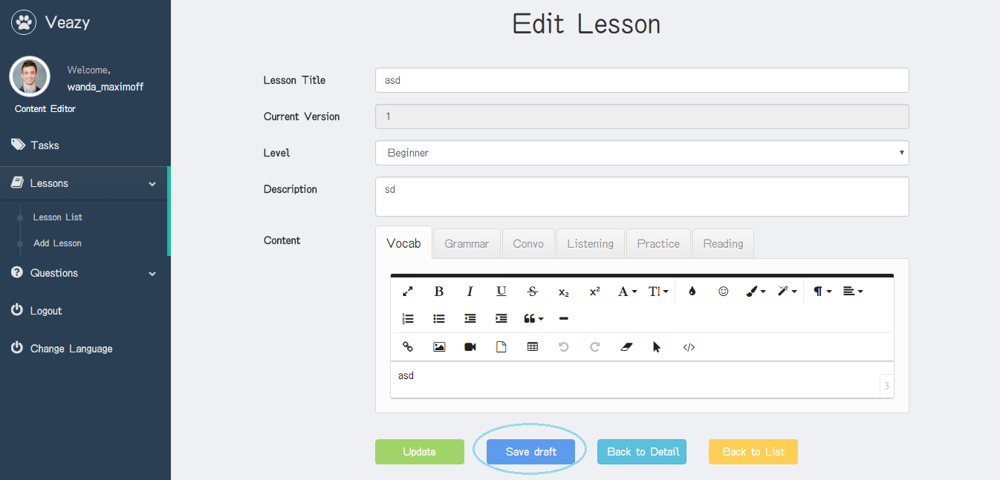 Veazy
Edit Lesson
Welcome,
wanda_maximoff
Content Editor
Tasks
Lessons
Lesson List
Add Lesson
Questions
Logout
Change Language
Lesson Title
asd
Current Version
1
Level
Beginner
Description
sd
Content
Vocab Grammar Convo Listening Practice Reading
B I U S x₂ x² A T
asd
3
Update Save draft Back to Detail Back to List